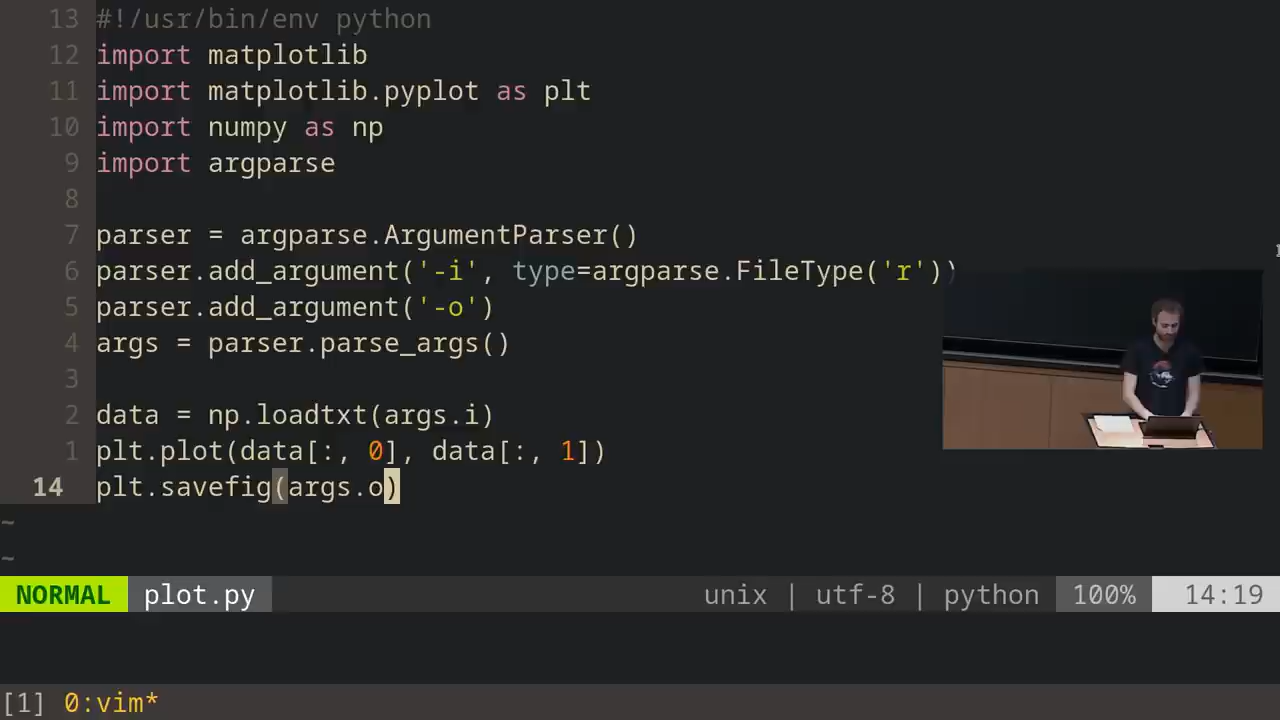 13 #!/usr/bin/env python
12 import matplotlib
11 import matplotlib.pyplot as plt
10 import numpy as np
9 import argparse
8
7 parser = argparse.ArgumentParser()
6 parser.add_argument('-i', type=argparse.FileType('r'))
5 parser.add_argument('-o')
4 args = parser.parse_args()
3
2 data = np.loadtxt(args.i)
1 plt.plot(data[:, 0], data[:, 1])
14 plt.savefig(args.o)
~
~
NORMAL plot.py unix | utf-8 | python 100% 14:19
[1] 0:vim*